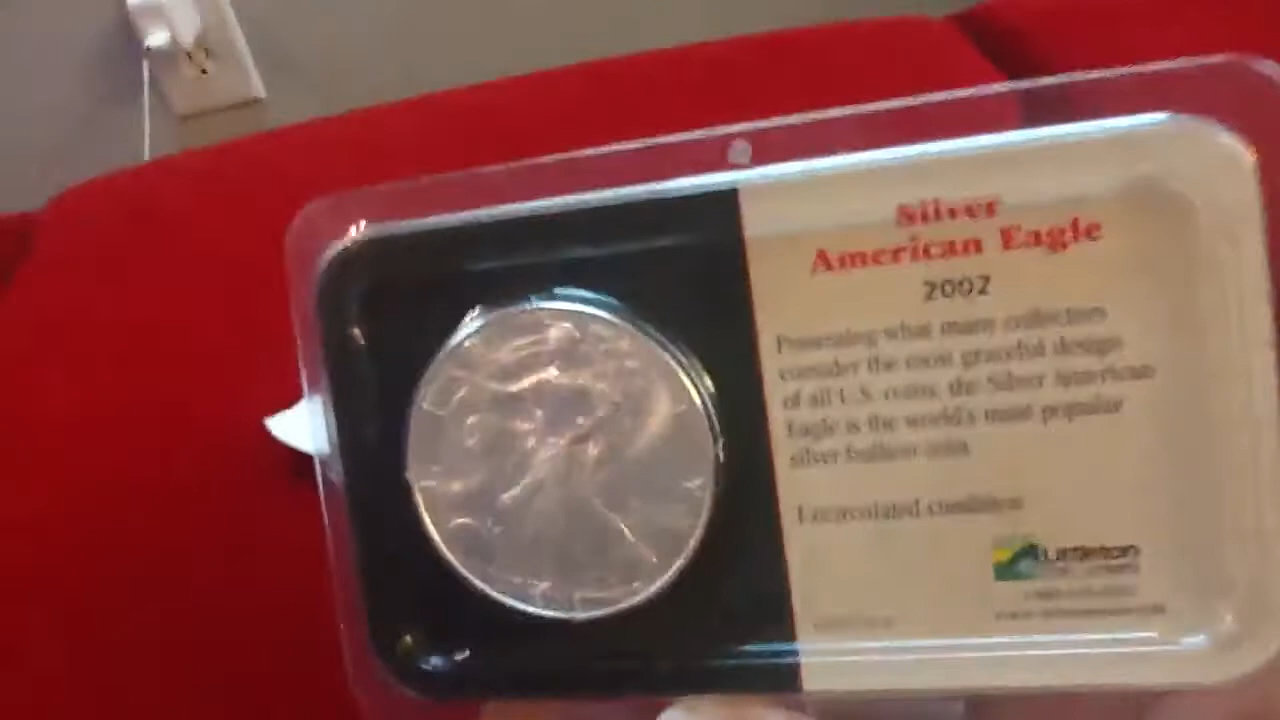 Silver
American Eagle
2002
Presenting what many collectors
consider the most graceful design
of all U.S. coins, the Silver American
Eagle is the world's most popular
silver bullion coin
Uncirculated condition
Littleton